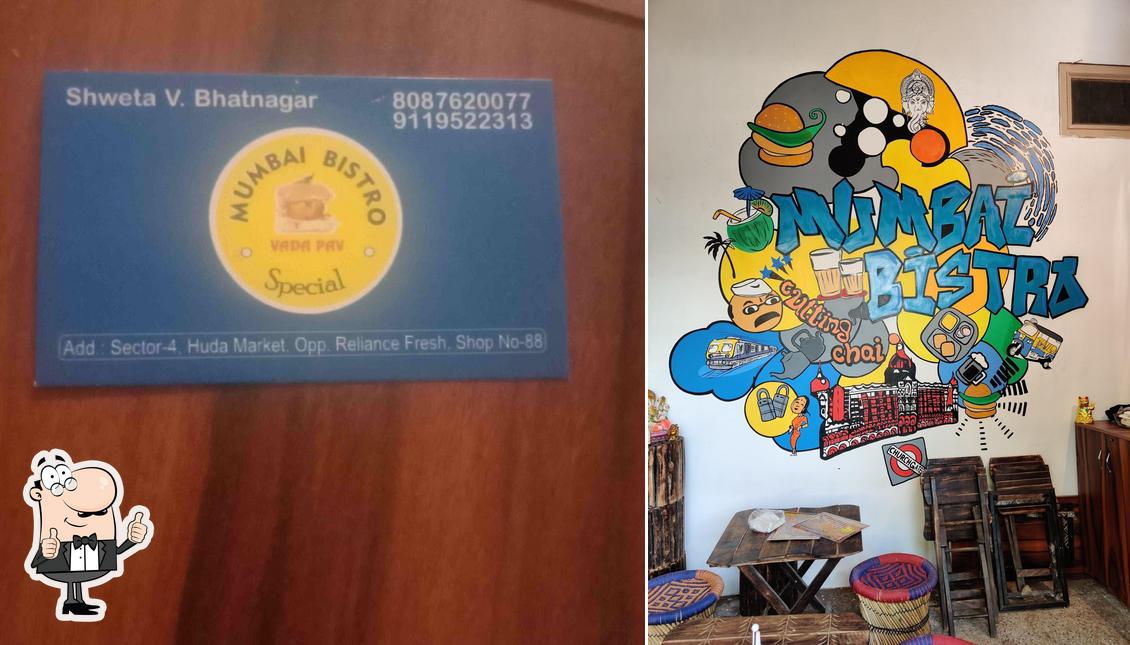 Shweta V. Bhatnagar
8087620077
9119522313
MUMBAI BISTRO
VADA PAV
Special
Add : Sector-4, Huda Market, Opp. Reliance Fresh, Shop No-88
MUMBAI
BISTRO
cutting
chai
CHURCHGATE